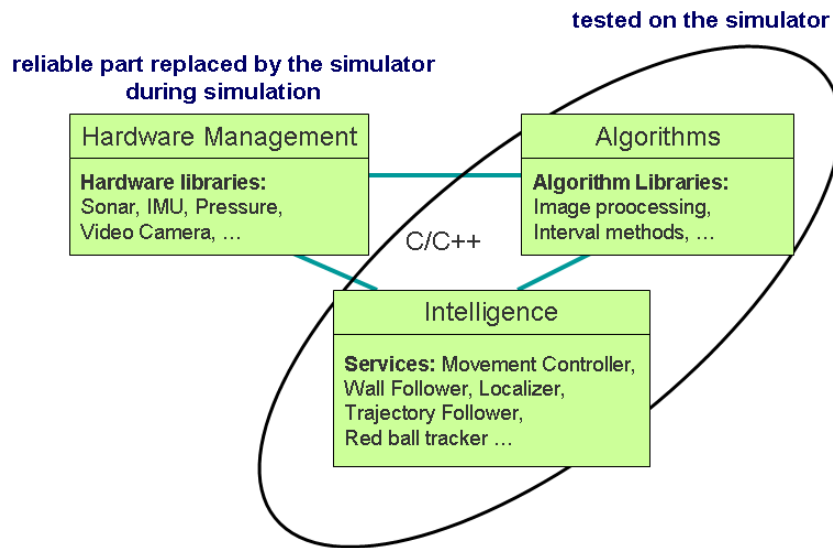 tested on the simulator
reliable part replaced by the simulator
during simulation
Hardware Management
Hardware libraries:
Sonar, IMU, Pressure,
Video Camera, …
Algorithms
Algorithm Libraries:
Image proocessing,
Interval methods, …
C/C++
Intelligence
Services: Movement Controller,
Wall Follower, Localizer,
Trajectory Follower,
Red ball tracker …